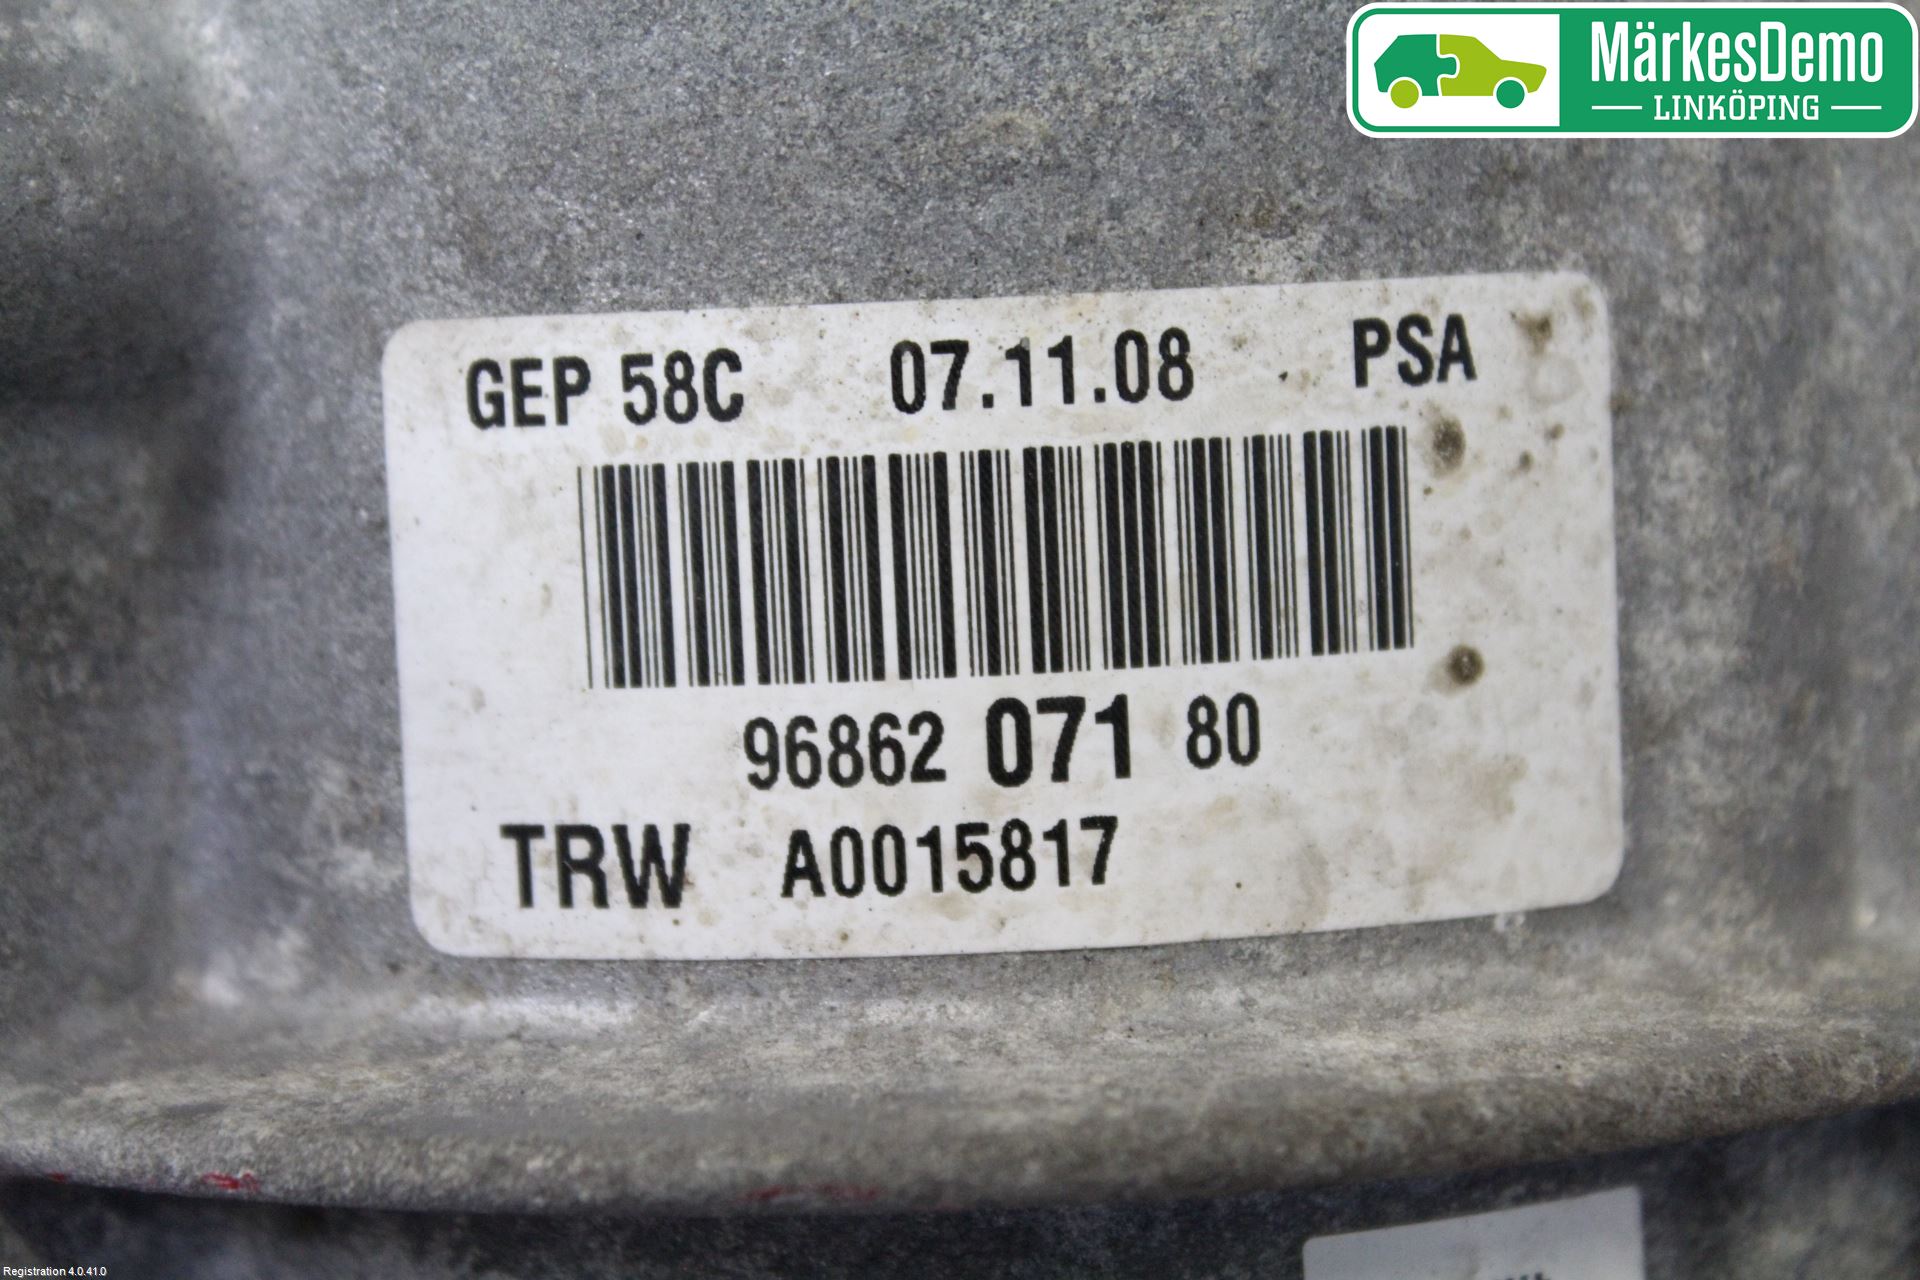 MärkesDemo
LINKÖPING
GEP 58C 07.11.08 PSA
96862 071 80
TRW A0015817
Registration 4.0.41.0